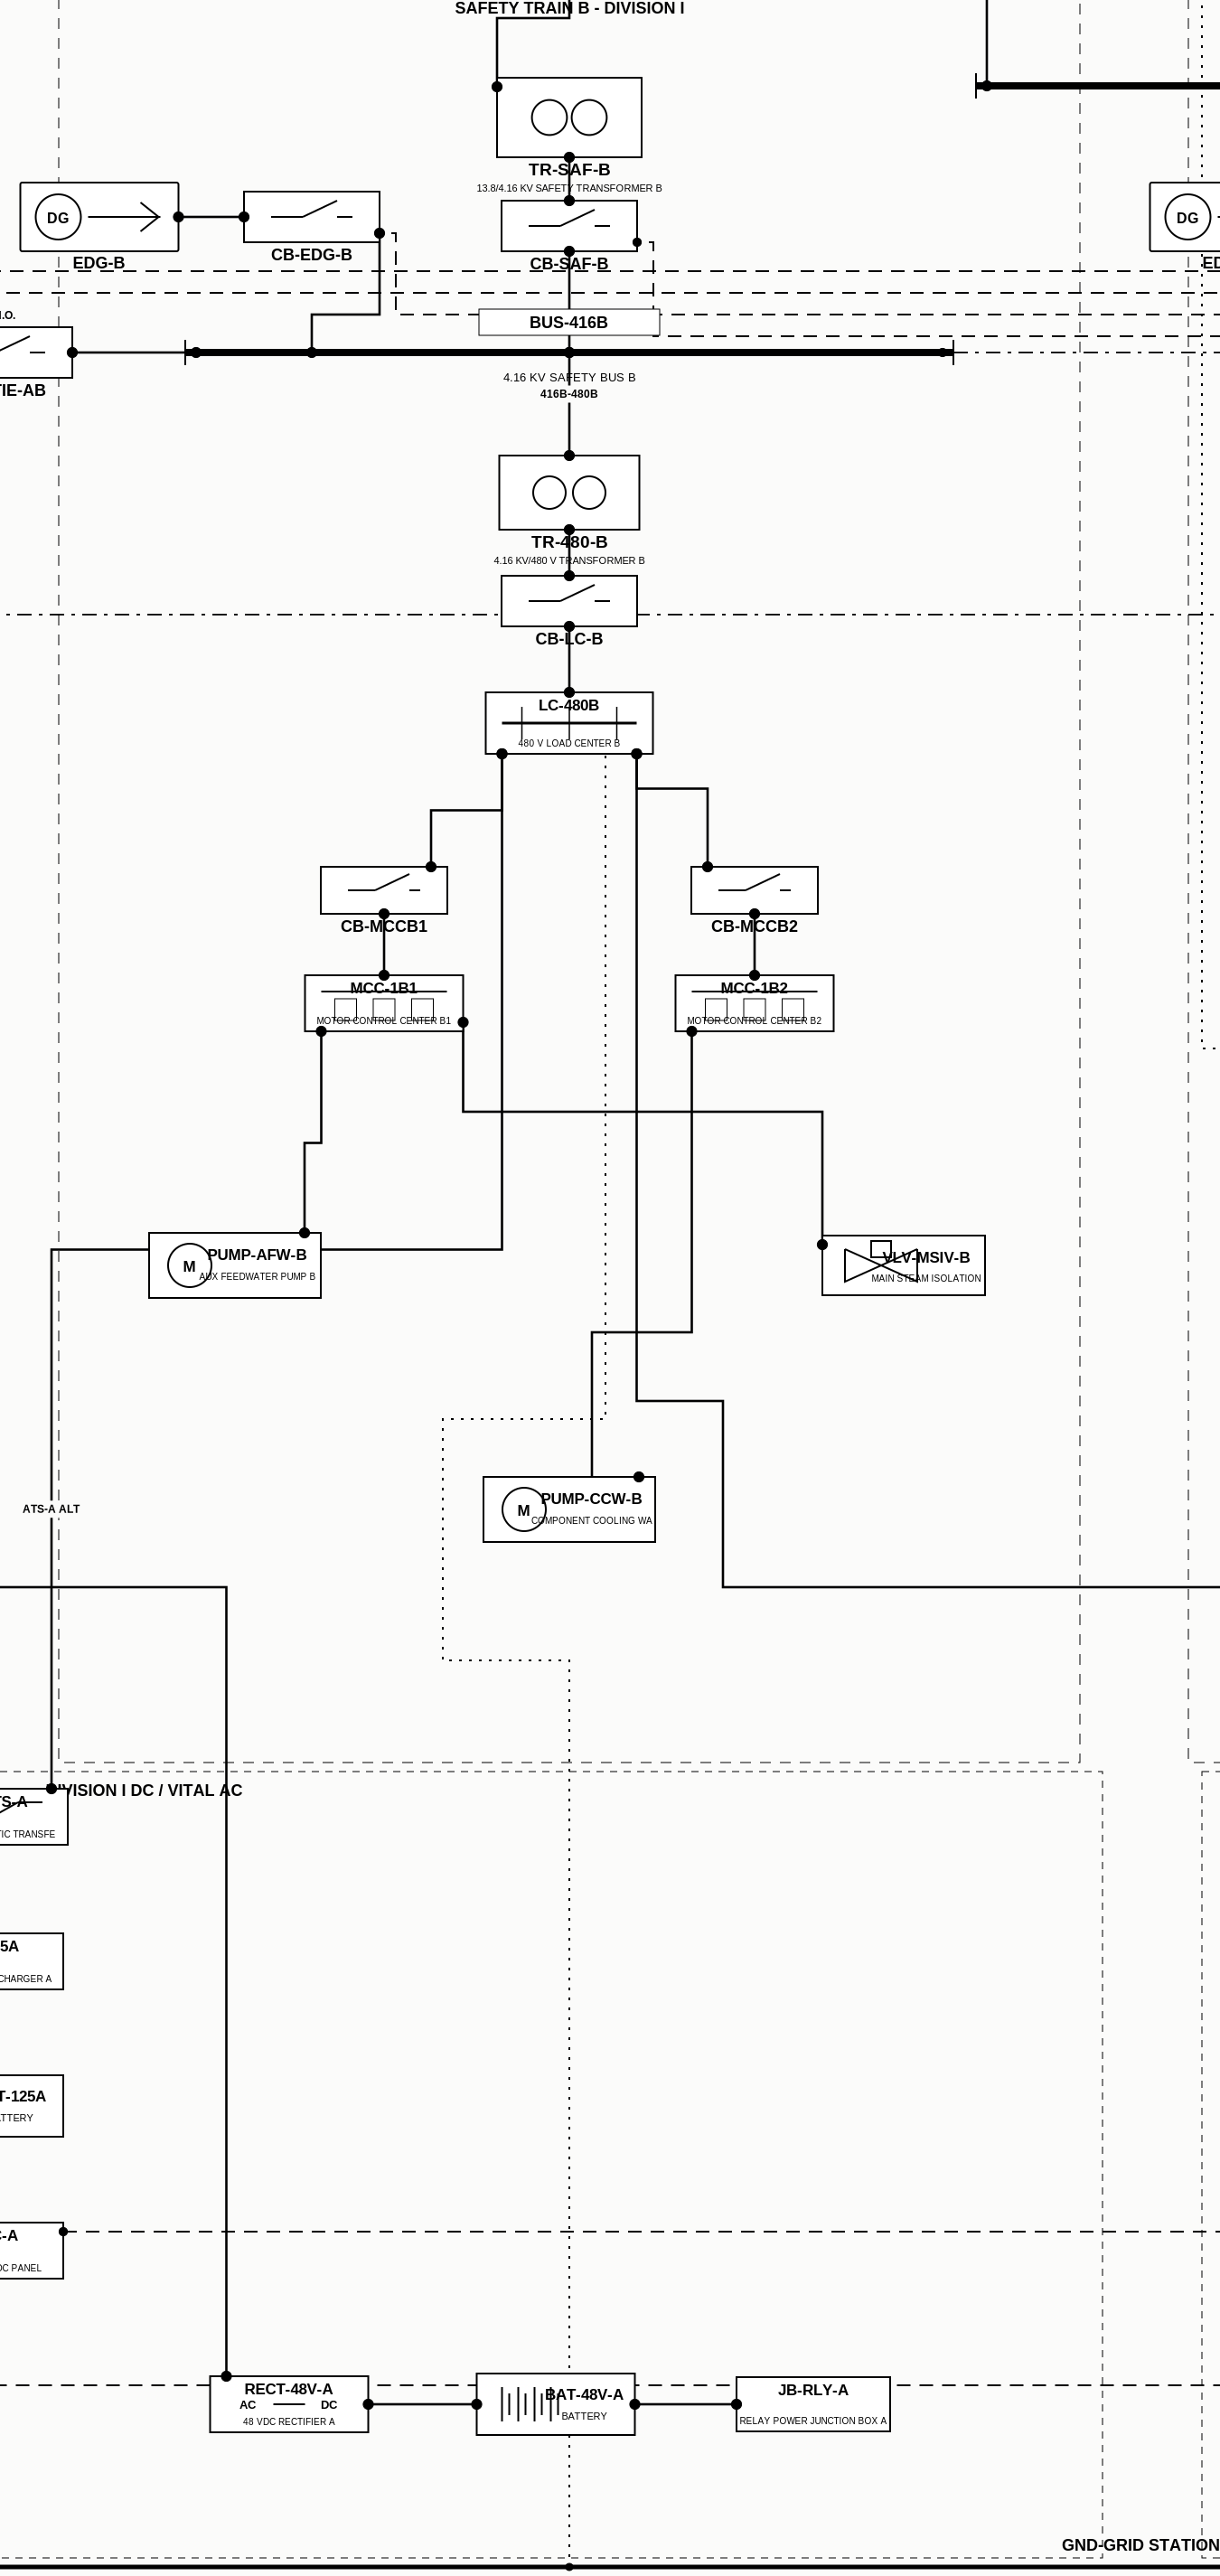 SAFETY TRAIN B - DIVISION I
TR-SAF-B
13.8/4.16 KV SAFETY TRANSFORMER B
DG
EDG-B
CB-EDG-B
CB-SAF-B
DG
ED
I.O.
BUS-416B
TIE-AB
4.16 KV SAFETY BUS B
416B-480B
TR-480-B
4.16 KV/480 V TRANSFORMER B
CB-LC-B
LC-480B
480 V LOAD CENTER B
CB-MCCB1
CB-MCCB2
MCC-1B1
MOTOR CONTROL CENTER B1
MCC-1B2
MOTOR CONTROL CENTER B2
M
PUMP-AFW-B
AUX FEEDWATER PUMP B
VLV-MSIV-B
MAIN STEAM ISOLATION
M
PUMP-CCW-B
COMPONENT COOLING WA
ATS-A ALT
IVISION I DC / VITAL AC
TS-A
TIC TRANSFE
5A
CHARGER A
T-125A
TTERY
C-A
DC PANEL
RECT-48V-A
AC DC
48 VDC RECTIFIER A
BAT-48V-A
BATTERY
JB-RLY-A
RELAY POWER JUNCTION BOX A
GND-GRID STATION